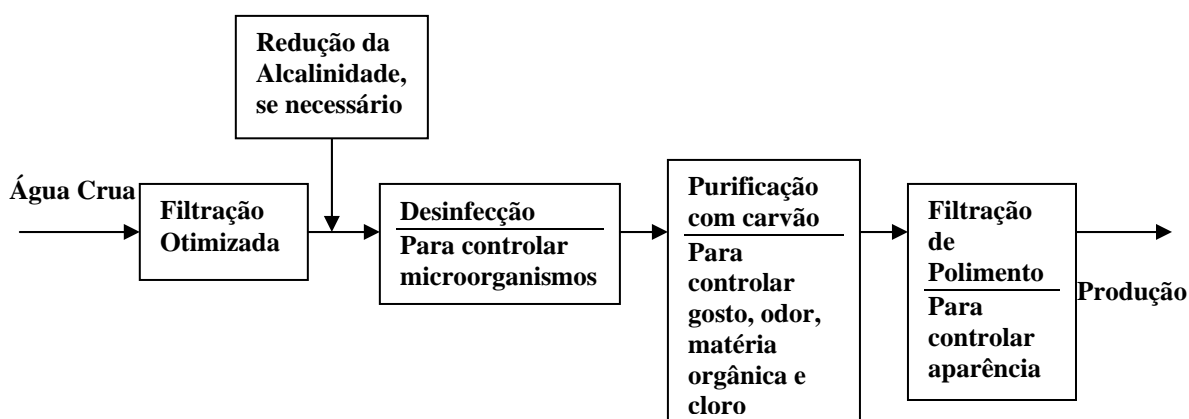 Redução da
Alcalinidade,
se necessário
Água Crua
Filtração
Otimizada
Desinfecção
Para controlar
microorganismos
Purificação
com carvão
Para
controlar
gosto, odor,
matéria
orgânica e
cloro
Filtração
de
Polimento
Para
controlar
aparência
Produção